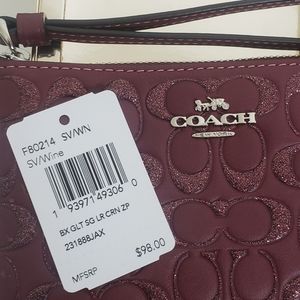 F80214 SV/WN
SV/Wine
1 93971 49306 0
BX GLT SG LR CRN ZP
231888JAX
MFSRP $98.00
COACH
NEW YORK